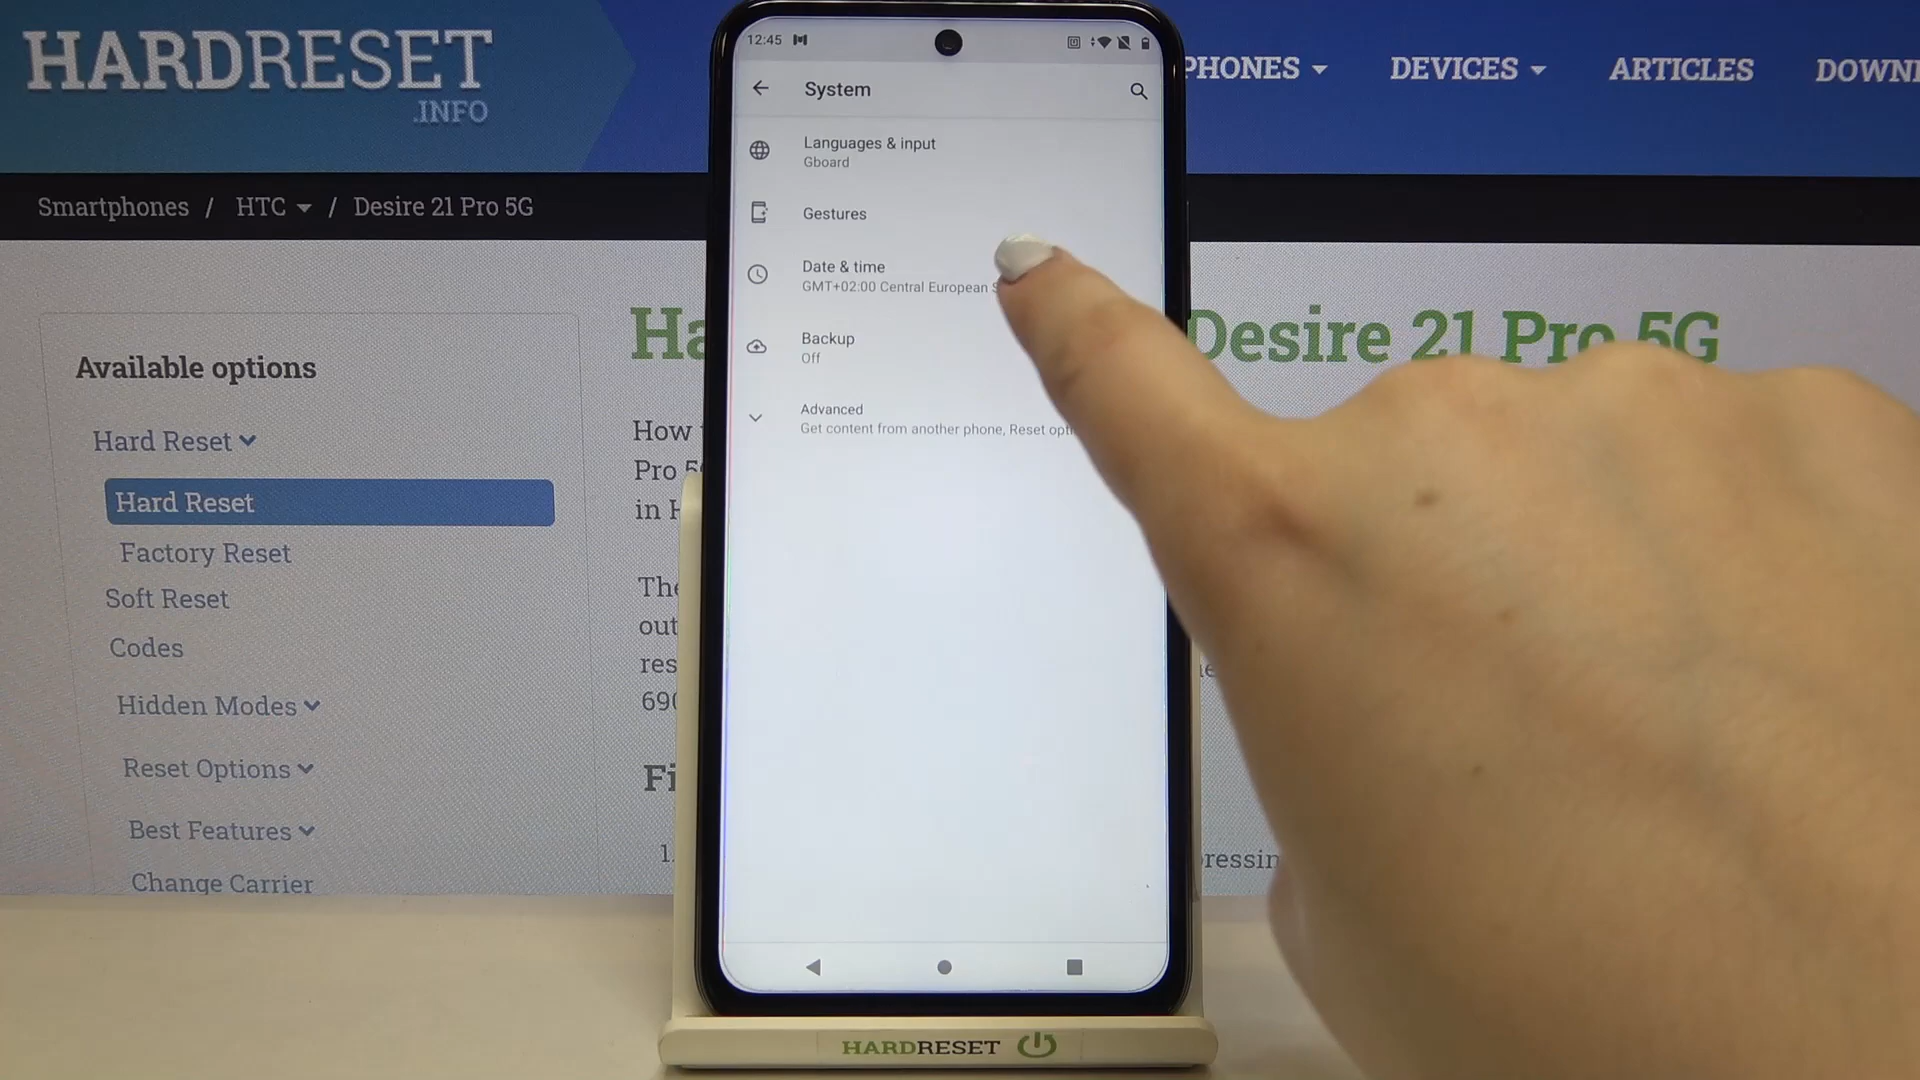 HARDRESET
.INFO
PHONES
DEVICES
ARTICLES
Smartphones / HTC / Desire 21 Pro 5G
Available options
Hard Reset
Hard Reset
Factory Reset
Soft Reset
Codes
Hidden Modes
Reset Options
Best Features
Change Carrier
Desire 21 Pro 5G
How
Pro
in
1.
12:45
System
Languages & input
Gboard
Gestures
Date & time
GMT+02:00 Central European
Backup
Off
Advanced
Get content from another phone, Reset
HARDRESET